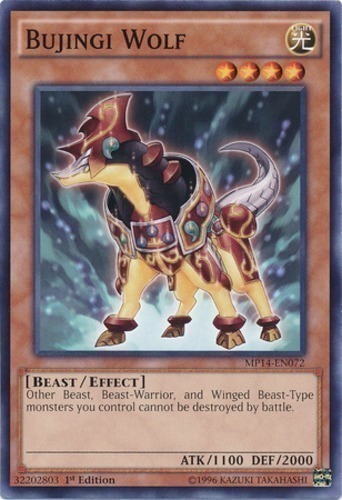 Bujingi Wolf
光
MP14-EN072
[Beast / Effect]
Other Beast, Beast-Warrior, and Winged Beast-Type
monsters you control cannot be destroyed by battle.
ATK/1100 DEF/2000
32202803 1st Edition ©1996 KAZUKI TAKAHASHI